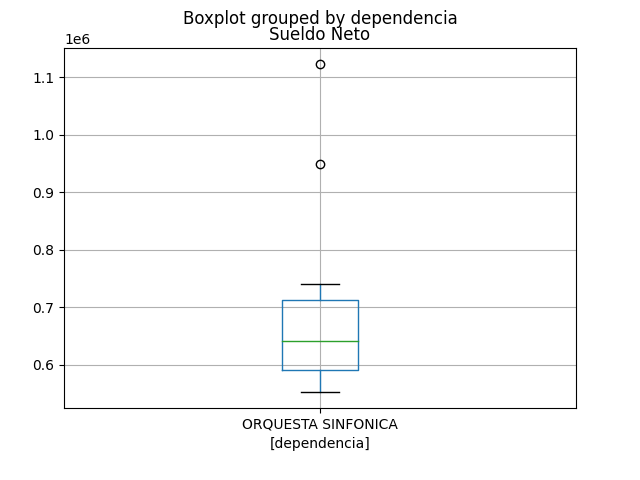 Boxplot grouped by dependencia
Sueldo Neto
1e6
1.1
1.0
0.9
0.8
0.7
0.6
ORQUESTA SINFONICA
[dependencia]